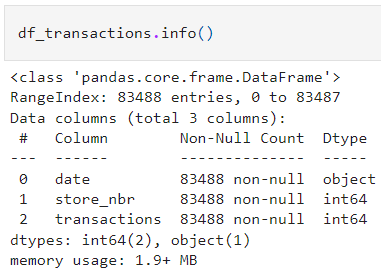 df_transactions.info()
<class 'pandas.core.frame.DataFrame'>
RangeIndex: 83488 entries, 0 to 83487
Data columns (total 3 columns):
 #   Column        Non-Null Count  Dtype
---  ------        --------------  -----
 0   date          83488 non-null  object
 1   store_nbr     83488 non-null  int64
 2   transactions  83488 non-null  int64
dtypes: int64(2), object(1)
memory usage: 1.9+ MB